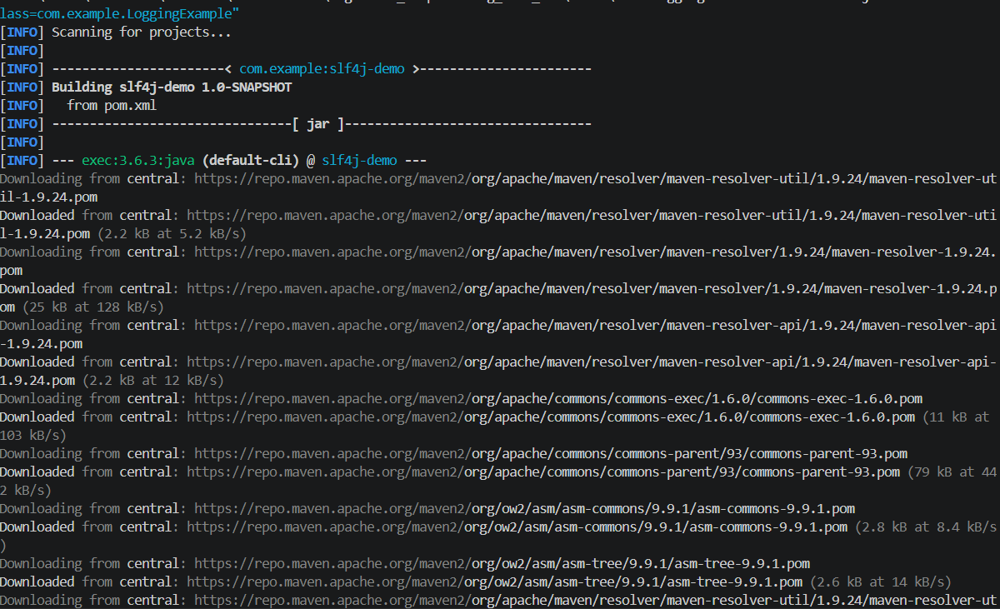 lass=com.example.LoggingExample"
[INFO] Scanning for projects...
[INFO]
[INFO] -----------------------< com.example:slf4j-demo >-----------------------
[INFO] Building slf4j-demo 1.0-SNAPSHOT
[INFO]   from pom.xml
[INFO] --------------------------------[ jar ]---------------------------------
[INFO]
[INFO] --- exec:3.6.3:java (default-cli) @ slf4j-demo ---
Downloading from central: https://repo.maven.apache.org/maven2/org/apache/maven/resolver/maven-resolver-util/1.9.24/maven-resolver-ut
il-1.9.24.pom
Downloaded from central: https://repo.maven.apache.org/maven2/org/apache/maven/resolver/maven-resolver-util/1.9.24/maven-resolver-uti
l-1.9.24.pom (2.2 kB at 5.2 kB/s)
Downloading from central: https://repo.maven.apache.org/maven2/org/apache/maven/resolver/maven-resolver/1.9.24/maven-resolver-1.9.24.
pom
Downloaded from central: https://repo.maven.apache.org/maven2/org/apache/maven/resolver/maven-resolver/1.9.24/maven-resolver-1.9.24.p
om (25 kB at 128 kB/s)
Downloading from central: https://repo.maven.apache.org/maven2/org/apache/maven/resolver/maven-resolver-api/1.9.24/maven-resolver-api
-1.9.24.pom
Downloaded from central: https://repo.maven.apache.org/maven2/org/apache/maven/resolver/maven-resolver-api/1.9.24/maven-resolver-api-
1.9.24.pom (2.2 kB at 12 kB/s)
Downloading from central: https://repo.maven.apache.org/maven2/org/apache/commons/commons-exec/1.6.0/commons-exec-1.6.0.pom
Downloaded from central: https://repo.maven.apache.org/maven2/org/apache/commons/commons-exec/1.6.0/commons-exec-1.6.0.pom (11 kB at
103 kB/s)
Downloading from central: https://repo.maven.apache.org/maven2/org/apache/commons/commons-parent/93/commons-parent-93.pom
Downloaded from central: https://repo.maven.apache.org/maven2/org/apache/commons/commons-parent/93/commons-parent-93.pom (79 kB at 44
2 kB/s)
Downloading from central: https://repo.maven.apache.org/maven2/org/ow2/asm/asm-commons/9.9.1/asm-commons-9.9.1.pom
Downloaded from central: https://repo.maven.apache.org/maven2/org/ow2/asm/asm-commons/9.9.1/asm-commons-9.9.1.pom (2.8 kB at 8.4 kB/s
)
Downloading from central: https://repo.maven.apache.org/maven2/org/ow2/asm/asm-tree/9.9.1/asm-tree-9.9.1.pom
Downloaded from central: https://repo.maven.apache.org/maven2/org/ow2/asm/asm-tree/9.9.1/asm-tree-9.9.1.pom (2.6 kB at 14 kB/s)
Downloading from central: https://repo.maven.apache.org/maven2/org/apache/maven/resolver/maven-resolver-util/1.9.24/maven-resolver-ut